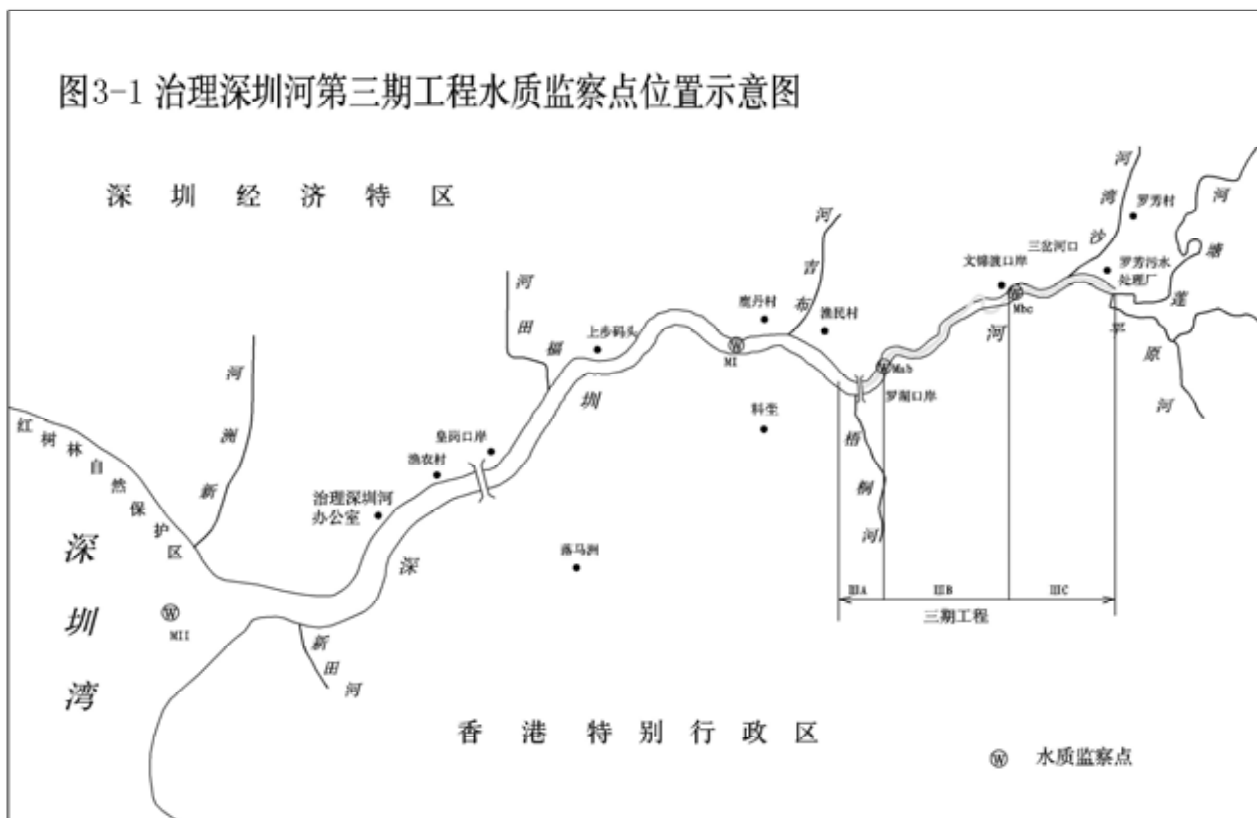 图3-1 治理深圳河第三期工程水质监察点位置示意图
深圳经济特区
河湾沙
罗芳村
河塘莲
三岔河口
文锦渡口岸
罗芳污水
处理厂
Mbc
平原河
河吉布
鹿丹村
渔民村
MI
Mab
罗湖口岸
河田福
上步码头
料壆
梧桐河
河洲新
皇岗口岸
渔农村
治理深圳河
办公室
落马洲
红树林自然保护区
深圳湾
MII
深圳河
新田河
IIIA
IIIB
IIIC
三期工程
香港特别行政区
W 水质监察点